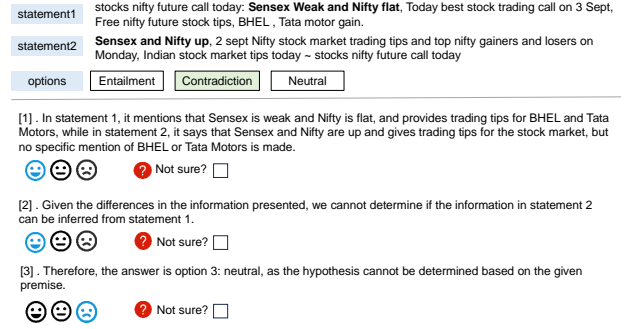 statement1
stocks nifty future call today: Sensex Weak and Nifty flat, Today best stock trading call on 3 Sept,
Free nifty future stock tips, BHEL , Tata motor gain.
statement2
Sensex and Nifty up, 2 sept Nifty stock market trading tips and top nifty gainers and losers on
Monday, Indian stock market tips today ~ stocks nifty future call today
options Entailment Contradiction Neutral
[1] . In statement 1, it mentions that Sensex is weak and Nifty is flat, and provides trading tips for BHEL and Tata
Motors, while in statement 2, it says that Sensex and Nifty are up and gives trading tips for the stock market, but
no specific mention of BHEL or Tata Motors is made.
? Not sure?
[2] . Given the differences in the information presented, we cannot determine if the information in statement 2
can be inferred from statement 1.
? Not sure?
[3] . Therefore, the answer is option 3: neutral, as the hypothesis cannot be determined based on the given
premise.
? Not sure?